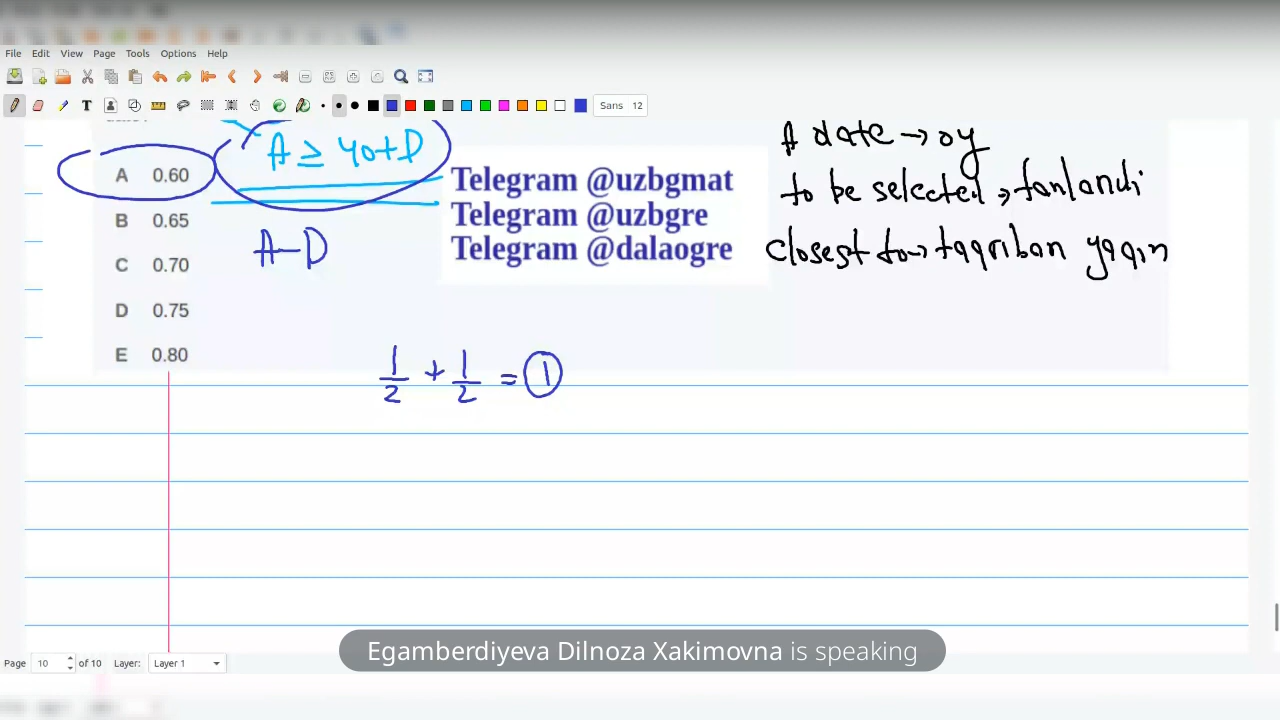 File Edit View Page Tools Options Help
T Sans 12
A ≥ 40+D
A 0.60
B 0.65
C 0.70
D 0.75
E 0.80
A-D
Telegram @uzbgmat
Telegram @uzbgre
Telegram @dalaogre
A date → oy
to be selected → tanlandi
closest to → taqriban yaqin
1/2 + 1/2 = 1
Egamberdiyeva Dilnoza Xakimovna is speaking
Page 10 of 10 Layer: Layer 1